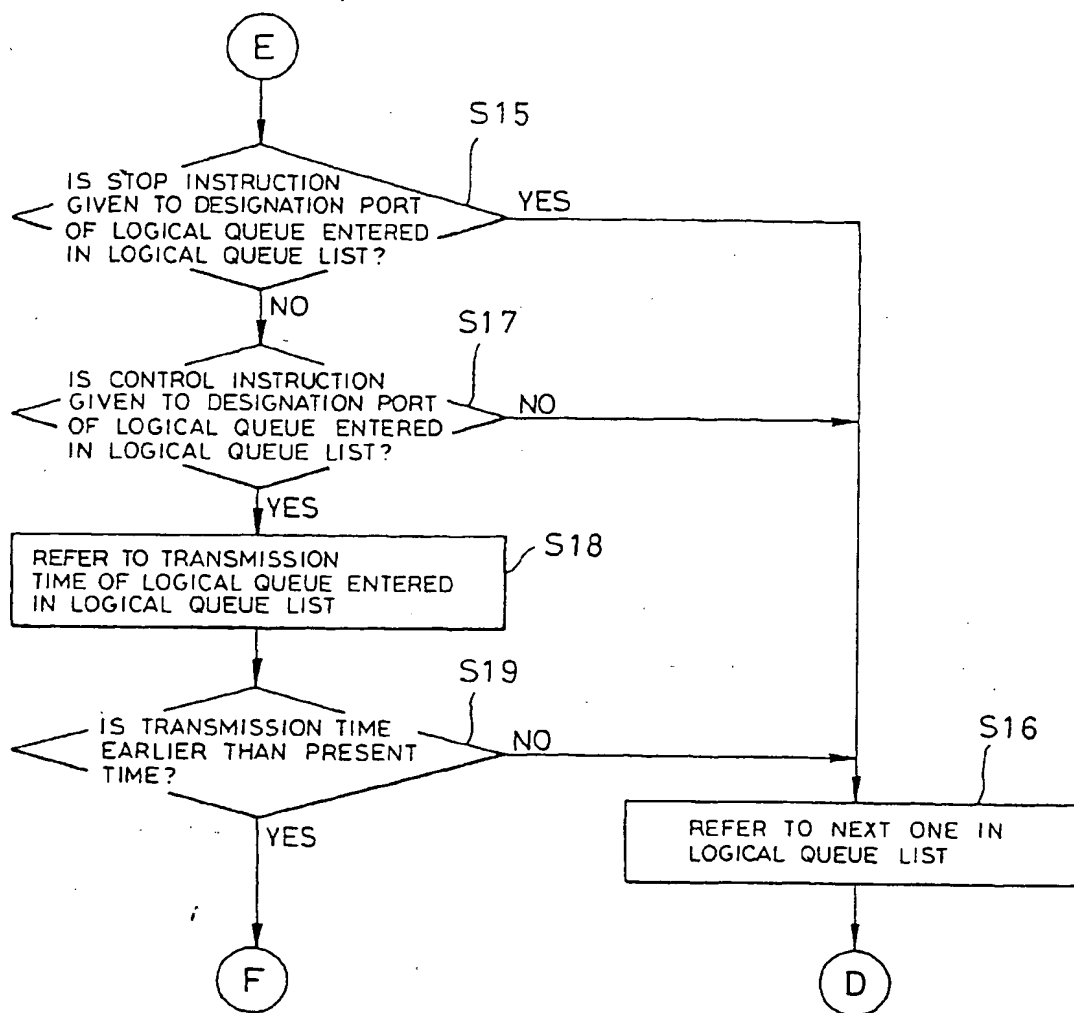 E
S15
IS STOP INSTRUCTION
GIVEN TO DESIGNATION PORT
OF LOGICAL QUEUE ENTERED
IN LOGICAL QUEUE LIST?
YES
NO
S17
IS CONTROL INSTRUCTION
GIVEN TO DESIGNATION PORT
OF LOGICAL QUEUE ENTERED
IN LOGICAL QUEUE LIST?
NO
YES
S18
REFER TO TRANSMISSION
TIME OF LOGICAL QUEUE ENTERED
IN LOGICAL QUEUE LIST
S19
IS TRANSMISSION TIME
EARLIER THAN PRESENT
TIME?
NO
YES
S16
REFER TO NEXT ONE IN
LOGICAL QUEUE LIST
F
D